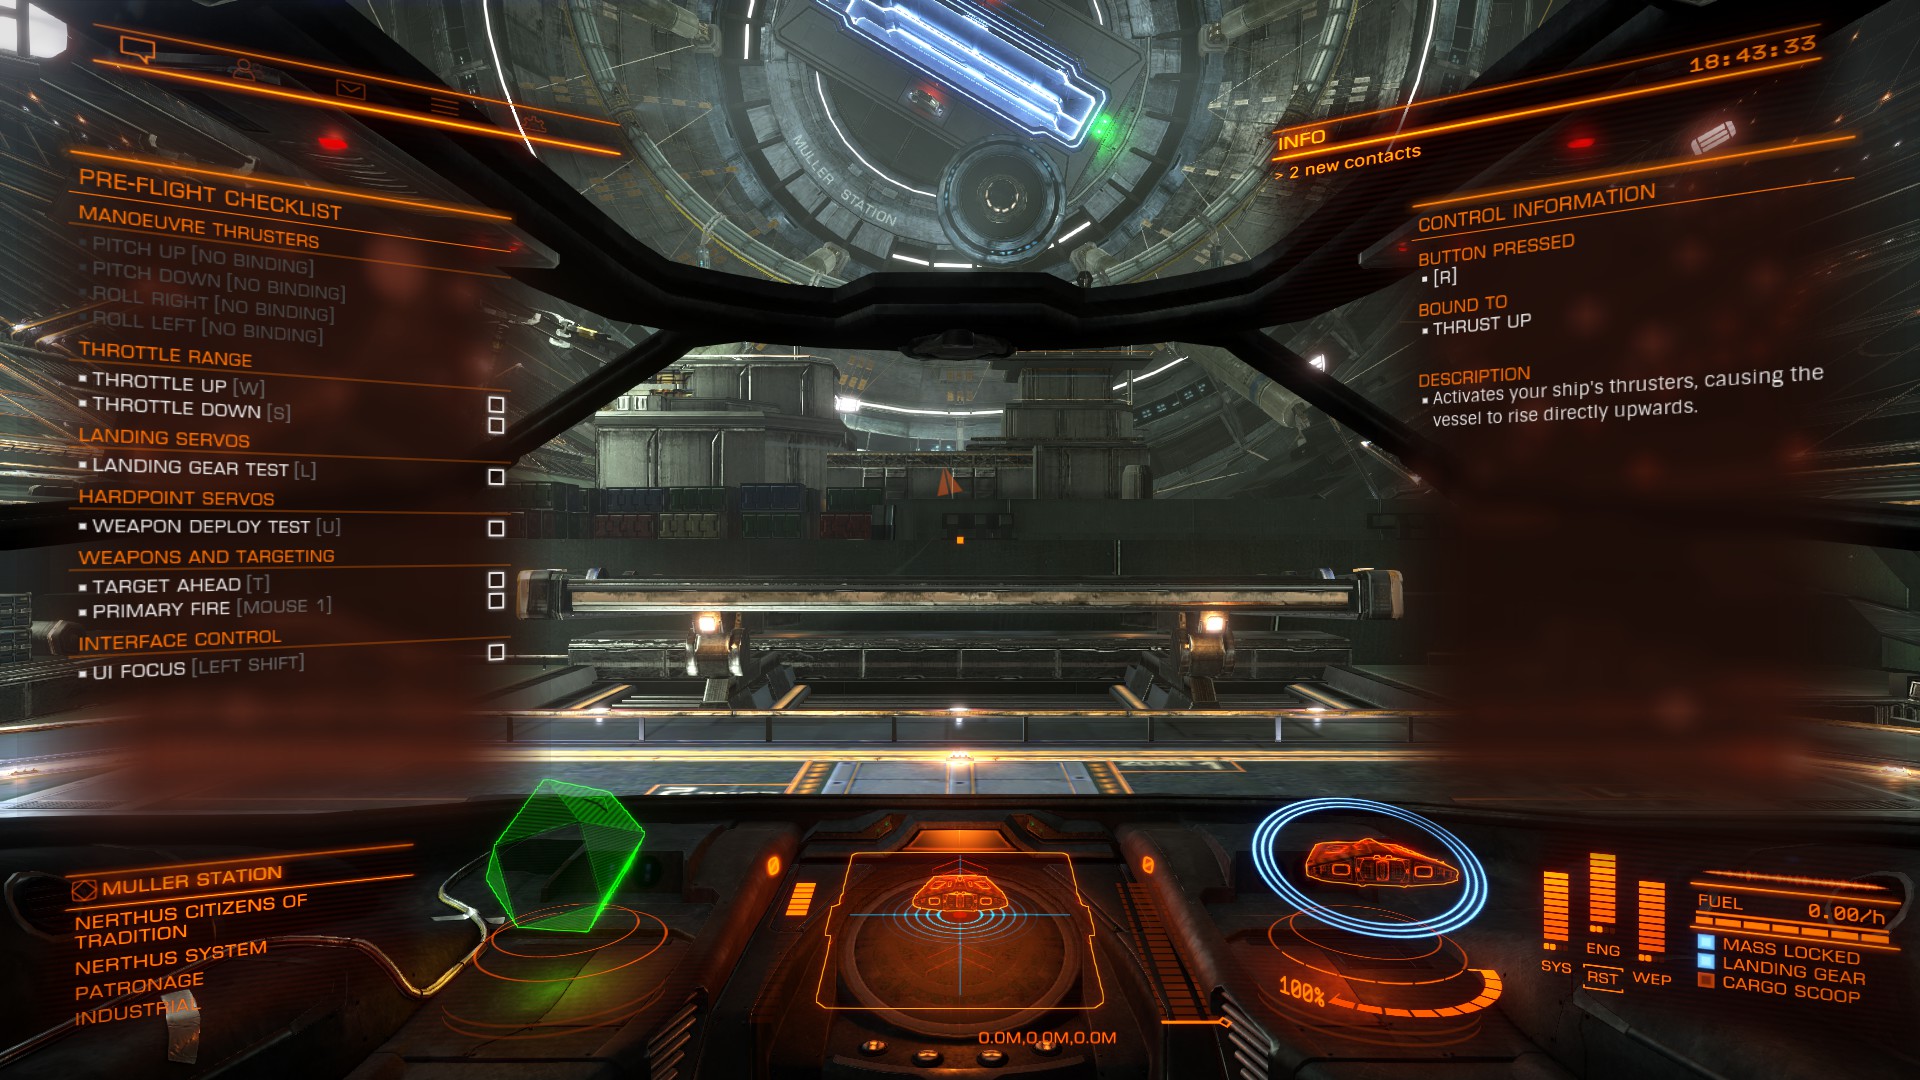 18:43:33
INFO
> 2 new contacts
PRE-FLIGHT CHECKLIST
MANOEUVRE THRUSTERS
PITCH UP [NO BINDING]
PITCH DOWN [NO BINDING]
ROLL RIGHT [NO BINDING]
ROLL LEFT [NO BINDING]
THROTTLE RANGE
THROTTLE UP [W]
THROTTLE DOWN [S]
LANDING SERVOS
LANDING GEAR TEST [L]
HARDPOINT SERVOS
WEAPON DEPLOY TEST [U]
WEAPONS AND TARGETING
TARGET AHEAD [T]
PRIMARY FIRE [MOUSE 1]
INTERFACE CONTROL
UI FOCUS [LEFT SHIFT]
MULLER STATION
CONTROL INFORMATION
BUTTON PRESSED
[R]
BOUND TO
THRUST UP
DESCRIPTION
Activates your ship's thrusters, causing the
vessel to rise directly upwards.
ZONE 1
MULLER STATION
NERTHUS CITIZENS OF
TRADITION
NERTHUS SYSTEM
PATRONAGE
INDUSTRIAL
0
0
0.0M,0.0M,0.0M
100%
SYS
ENG
RST
WEP
FUEL
0.00/h
MASS LOCKED
LANDING GEAR
CARGO SCOOP